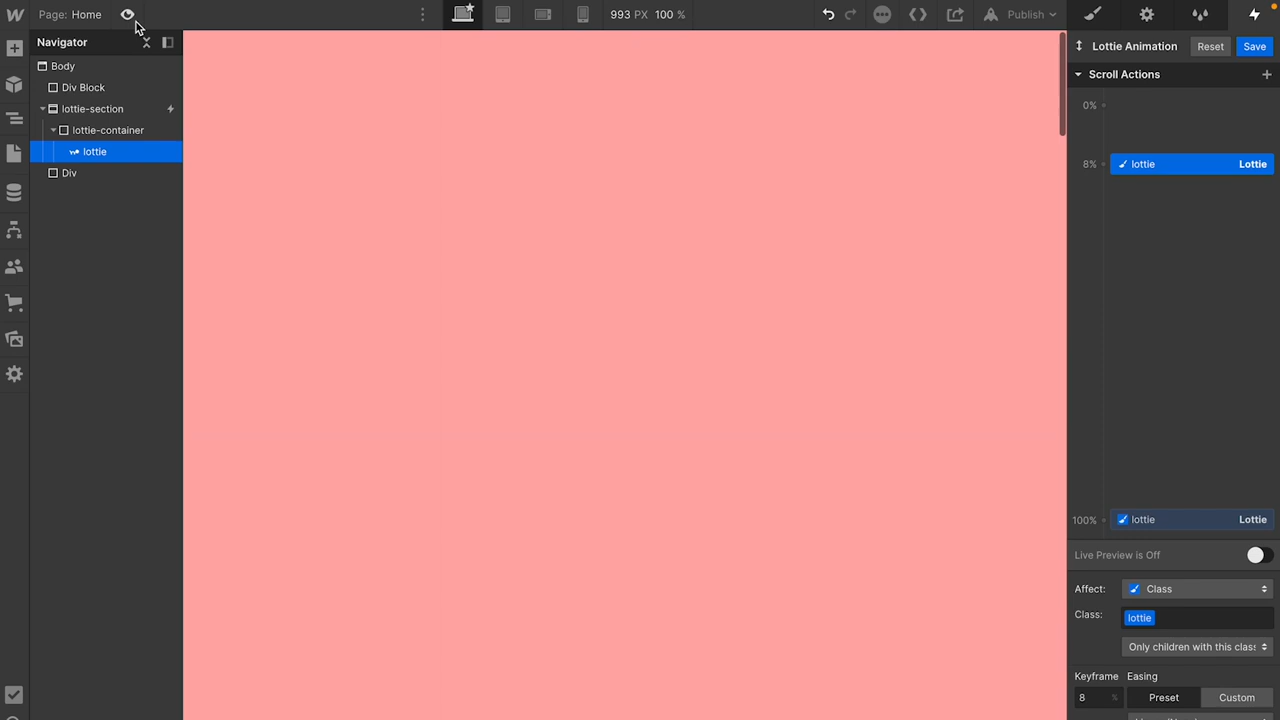 Page: Home
993 PX 100 %
Publish
Navigator
Body
Div Block
lottie-section
lottie-container
lottie
Div
Lottie Animation
Reset
Save
Scroll Actions
0%
8%
lottie
Lottie
100%
lottie
Lottie
Live Preview is Off
Affect:
Class
Class:
lottie
Only children with this class
Keyframe
Easing
8 %
Preset
Custom